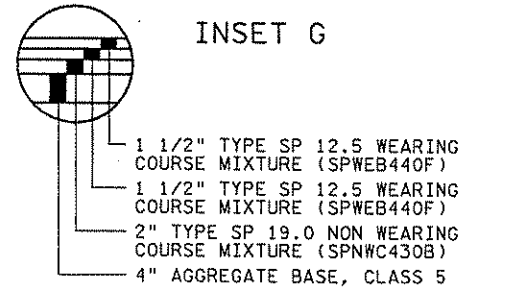 INSET G
1 1/2" TYPE SP 12.5 WEARING
COURSE MIXTURE (SPWEB440F)
1 1/2" TYPE SP 12.5 WEARING
COURSE MIXTURE (SPWEB440F)
2" TYPE SP 19.0 NON WEARING
COURSE MIXTURE (SPNWC430B)
4" AGGREGATE BASE, CLASS 5